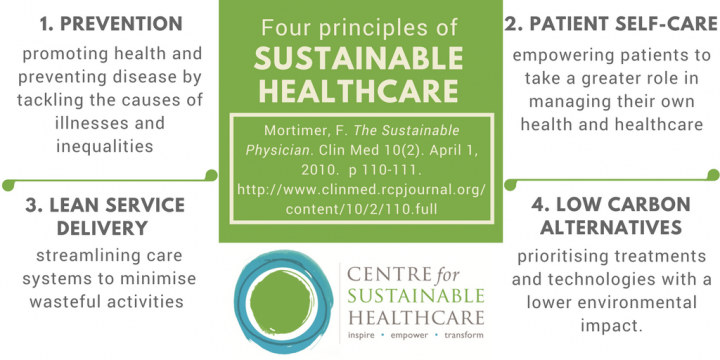 1. PREVENTION
promoting health and
preventing disease by
tackling the causes of
illnesses and
inequalities
Four principles of
SUSTAINABLE
HEALTHCARE
Mortimer, F. The Sustainable
Physician. Clin Med 10(2). April 1,
2010.  p 110-111.
http://www.clinmed.rcpjournal.org/
content/10/2/110.full
2. PATIENT SELF-CARE
empowering patients to
take a greater role in
managing their own
health and healthcare
3. LEAN SERVICE
DELIVERY
streamlining care
systems to minimise
wasteful activities
CENTRE for
SUSTAINABLE
HEALTHCARE
inspire • empower • transform
4. LOW CARBON
ALTERNATIVES
prioritising treatments
and technologies with a
lower environmental
impact.